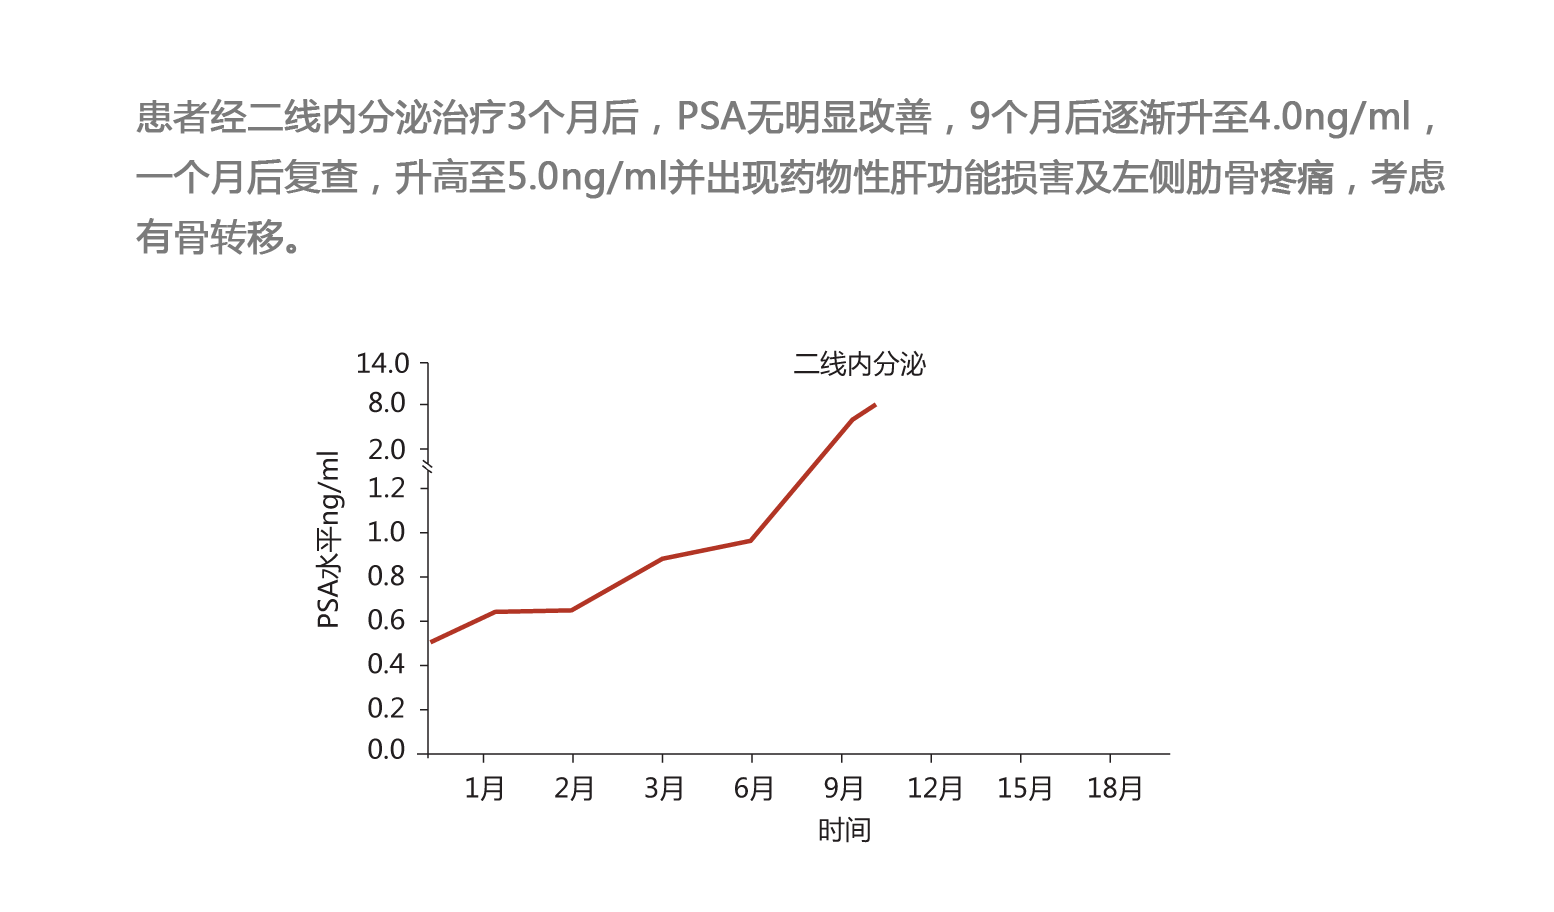 患者经二线内分泌治疗3个月后，PSA无明显改善，9个月后逐渐升至4.0ng/ml，
一个月后复查，升高至5.0ng/ml并出现药物性肝功能损害及左侧肋骨疼痛，考虑
有骨转移。
二线内分泌
14.0
8.0
2.0
1.2
1.0
0.8
0.6
0.4
0.2
0.0
PSA水平ng/ml
1月 2月 3月 6月 9月 12月 15月 18月
时间